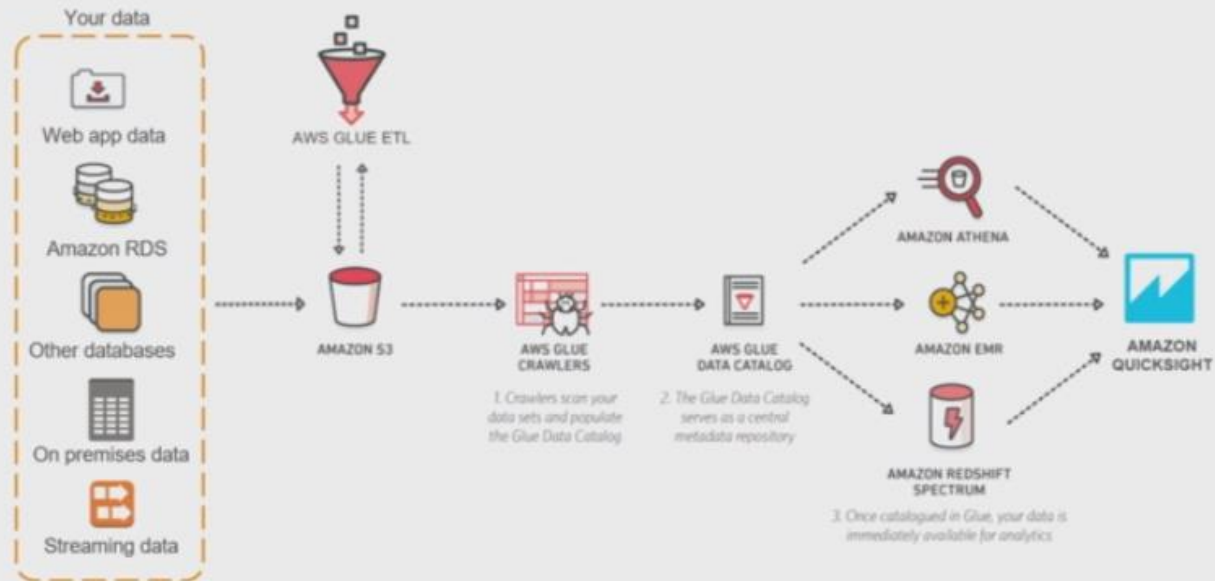 Your data
Web app data
Amazon RDS
Other databases
On premises data
Streaming data
AWS GLUE ETL
AMAZON S3
AWS GLUE
CRAWLERS
1. Crawlers scan your
data sets and populate
the Glue Data Catalog
AWS GLUE
DATA CATALOG
2. The Glue Data Catalog
serves as a central
metadata repository
AMAZON ATHENA
AMAZON EMR
AMAZON REDSHIFT
SPECTRUM
3. Once catalogued in Glue, your data is
immediately available for analytics
AMAZON
QUICKSIGHT